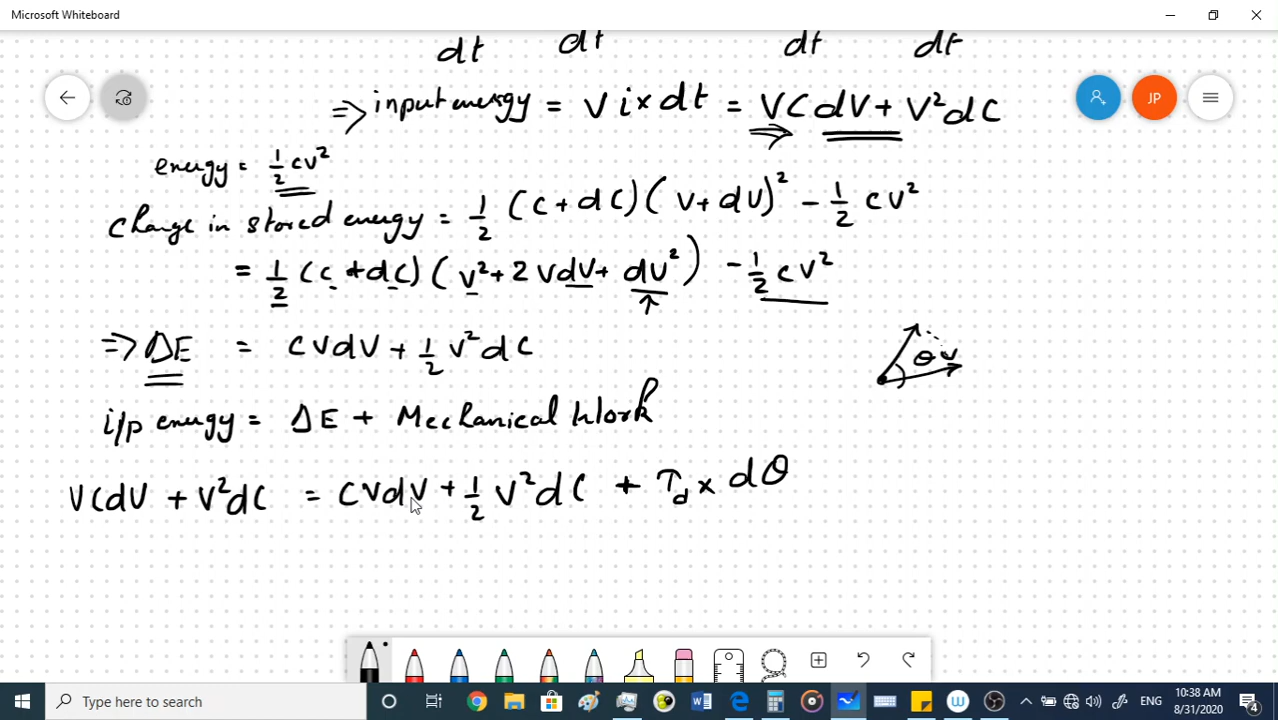 Microsoft Whiteboard
dt dt dt dt
⇒ input energy = V i × dt = VC dV + V²dC
energy = 1/2 CV²
change in stored energy = 1/2 (C + dC)(V + dV)² - 1/2 CV²
= 1/2 (C + dC)(V² + 2VdV + dV²) - 1/2 CV²
⇒ ΔE = CVdV + 1/2 V²dC
θ
i/p energy = ΔE + Mechanical Work
VCdV + V²dC = CVdV + 1/2 V²dC + Td × dθ
JP
Type here to search
ENG
10:38 AM
8/31/2020
4